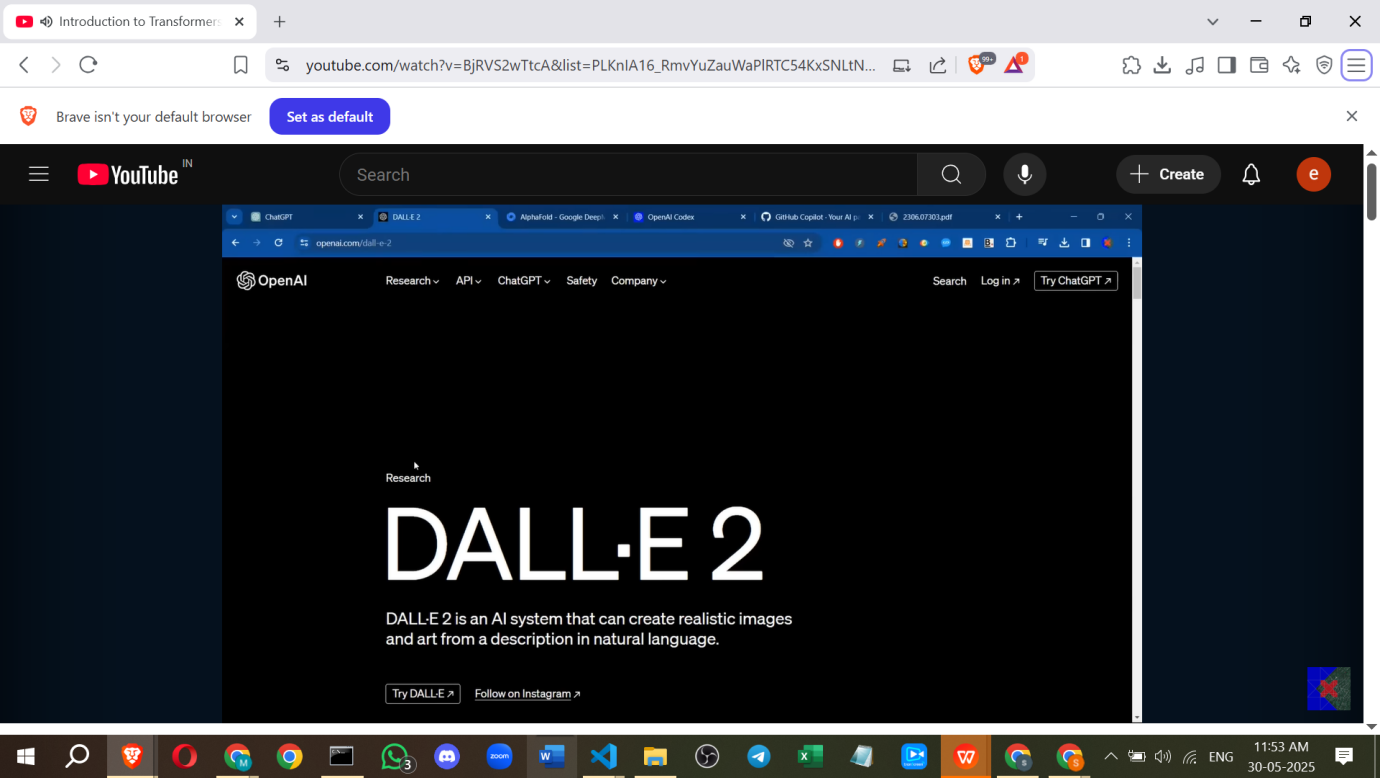 Introduction to Transformers
youtube.com/watch?v=BjRVS2wTtcA&list=PLKnIA16_RmvYuZauWaPlRTC54KxSNLtN...
99+
1
Brave isn't your default browser
Set as default
YouTube
IN
Search
Create
e
ChatGPT
DALL·E 2
AlphaFold - Google Deep
OpenAI Codex
GitHub Copilot · Your AI p
2306.07303.pdf
openai.com/dall-e-2
OpenAI
Research
API
ChatGPT
Safety
Company
Search
Log in ↗
Try ChatGPT ↗
Research
DALL·E 2
DALL·E 2 is an AI system that can create realistic images
and art from a description in natural language.
Try DALL·E ↗
Follow on Instagram ↗
M
3
zoom
S
S
ENG
11:53 AM
30-05-2025